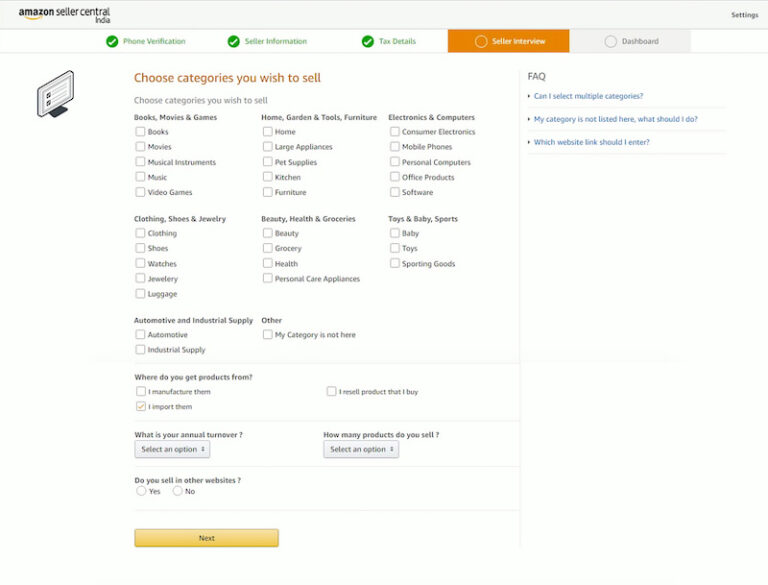 amazon seller central
India
Settings
Phone Verification
Seller Information
Tax Details
Seller Interview
Dashboard
Choose categories you wish to sell
Choose categories you wish to sell
Books, Movies & Games
Books
Movies
Musical Instruments
Music
Video Games
Home, Garden & Tools, Furniture
Home
Large Appliances
Pet Supplies
Kitchen
Furniture
Electronics & Computers
Consumer Electronics
Mobile Phones
Personal Computers
Office Products
Software
Clothing, Shoes & Jewelry
Clothing
Shoes
Watches
Jewelery
Luggage
Beauty, Health & Groceries
Beauty
Grocery
Health
Personal Care Appliances
Toys & Baby, Sports
Baby
Toys
Sporting Goods
Automotive and Industrial Supply
Automotive
Industrial Supply
Other
My Category is not here
Where do you get products from?
I manufacture them
I resell product that I buy
I import them
What is your annual turnover ?
Select an option
How many products do you sell ?
Select an option
Do you sell in other websites ?
Yes
No
Next
FAQ
Can I select multiple categories?
My category is not listed here, what should I do?
Which website link should I enter?